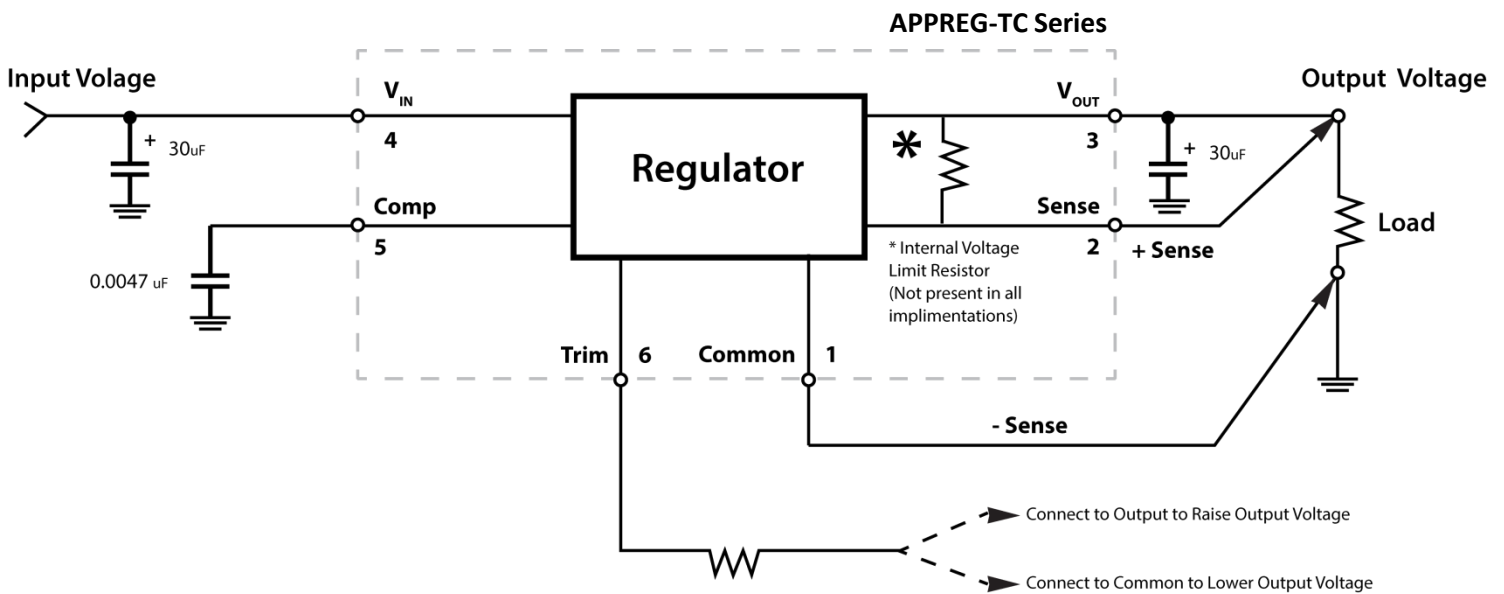 APPREG-TC Series
Input Volage
Output Voltage
VIN
VOUT
4
3
+
30uF
Regulator
*
+
30uF
Comp
5
Sense
2
+ Sense
Load
0.0047 uF
* Internal Voltage
Limit Resistor
(Not present in all
implimentations)
Trim 6
Common 1
- Sense
Connect to Output to Raise Output Voltage
Connect to Common to Lower Output Voltage